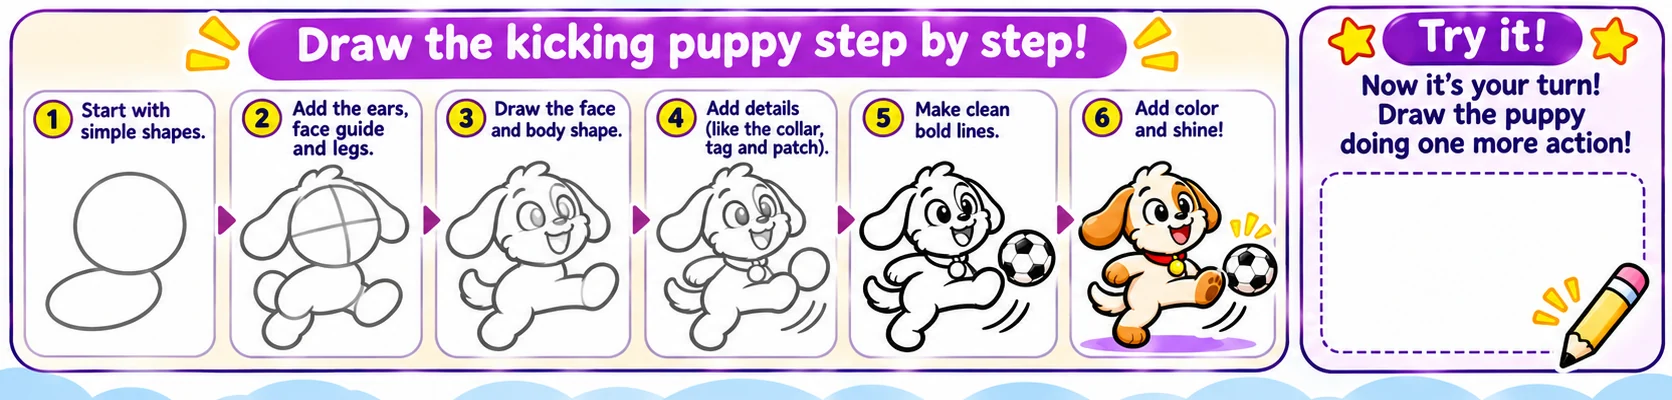 Draw the kicking puppy step by step!
1
Start with
simple shapes.
2
Add the ears,
face guide
and legs.
3
Draw the face
and body shape.
4
Add details
(like the collar,
tag and patch).
5
Make clean
bold lines.
6
Add color
and shine!
Try it!
Now it's your turn!
Draw the puppy
doing one more action!